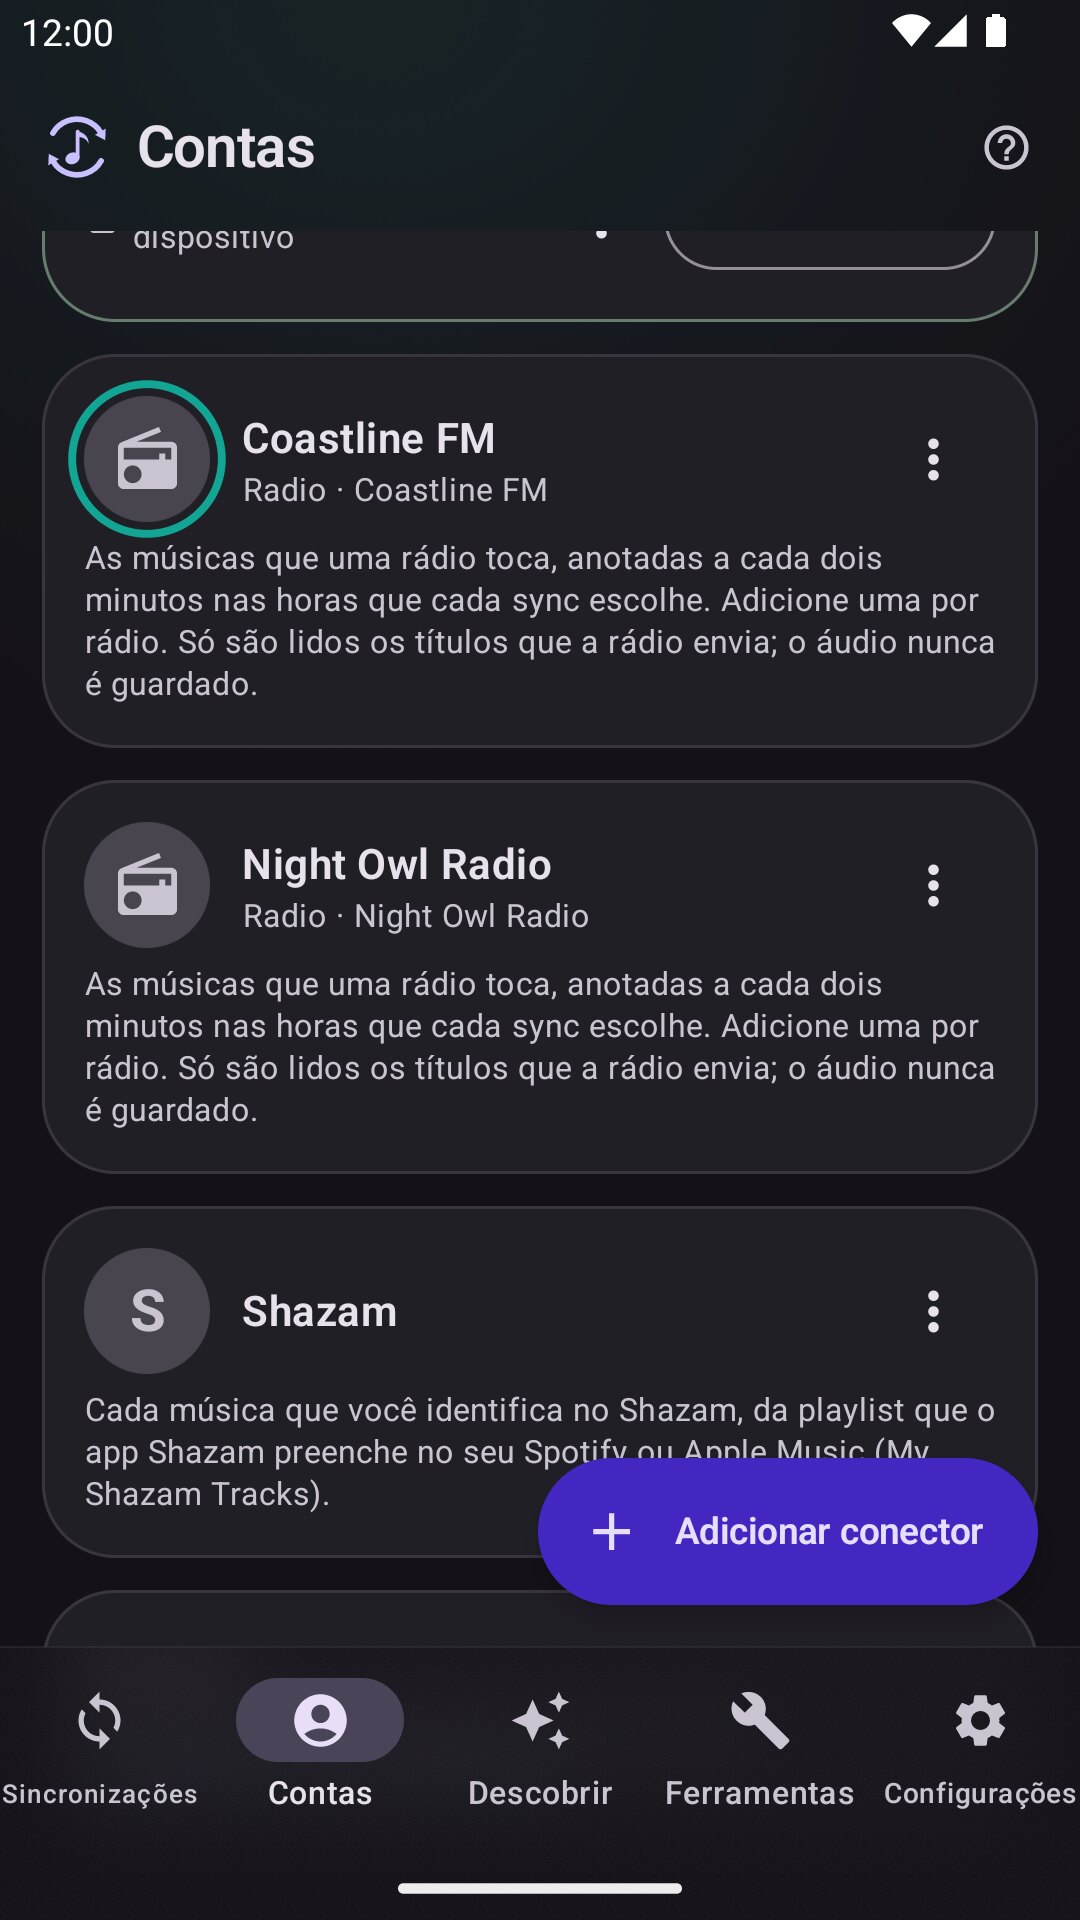 12:00
Contas
dispositivo
Coastline FM
Radio · Coastline FM
As músicas que uma rádio toca, anotadas a cada dois
minutos nas horas que cada sync escolhe. Adicione uma por
rádio. Só são lidos os títulos que a rádio envia; o áudio nunca
é guardado.
Night Owl Radio
Radio · Night Owl Radio
As músicas que uma rádio toca, anotadas a cada dois
minutos nas horas que cada sync escolhe. Adicione uma por
rádio. Só são lidos os títulos que a rádio envia; o áudio nunca
é guardado.
S
Shazam
Cada música que você identifica no Shazam, da playlist que o
app Shazam preenche no seu Spotify ou Apple Music (My
Shazam Tracks).
Adicionar conector
Sincronizações
Contas
Descobrir
Ferramentas
Configurações